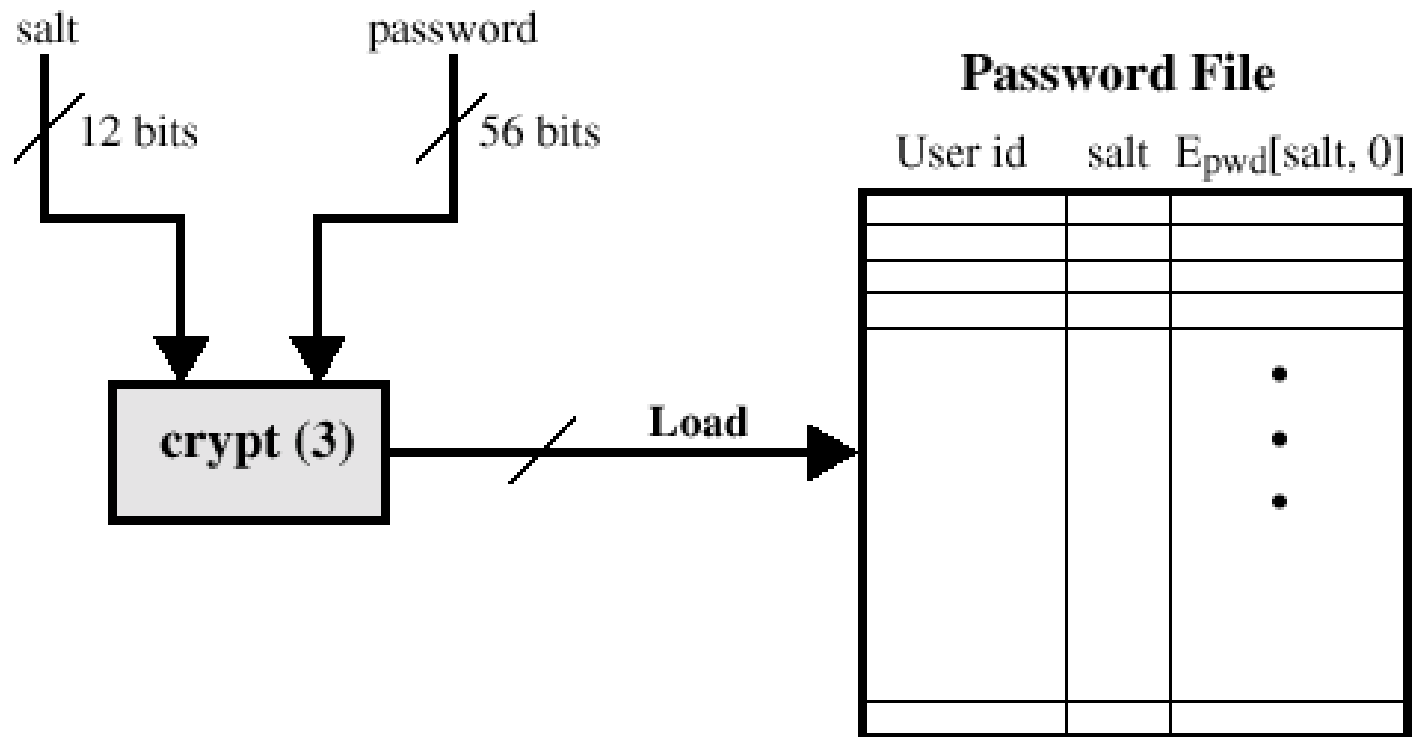 salt
password
Password File
12 bits
56 bits
User id salt Epwd[salt, 0]
crypt (3)
Load